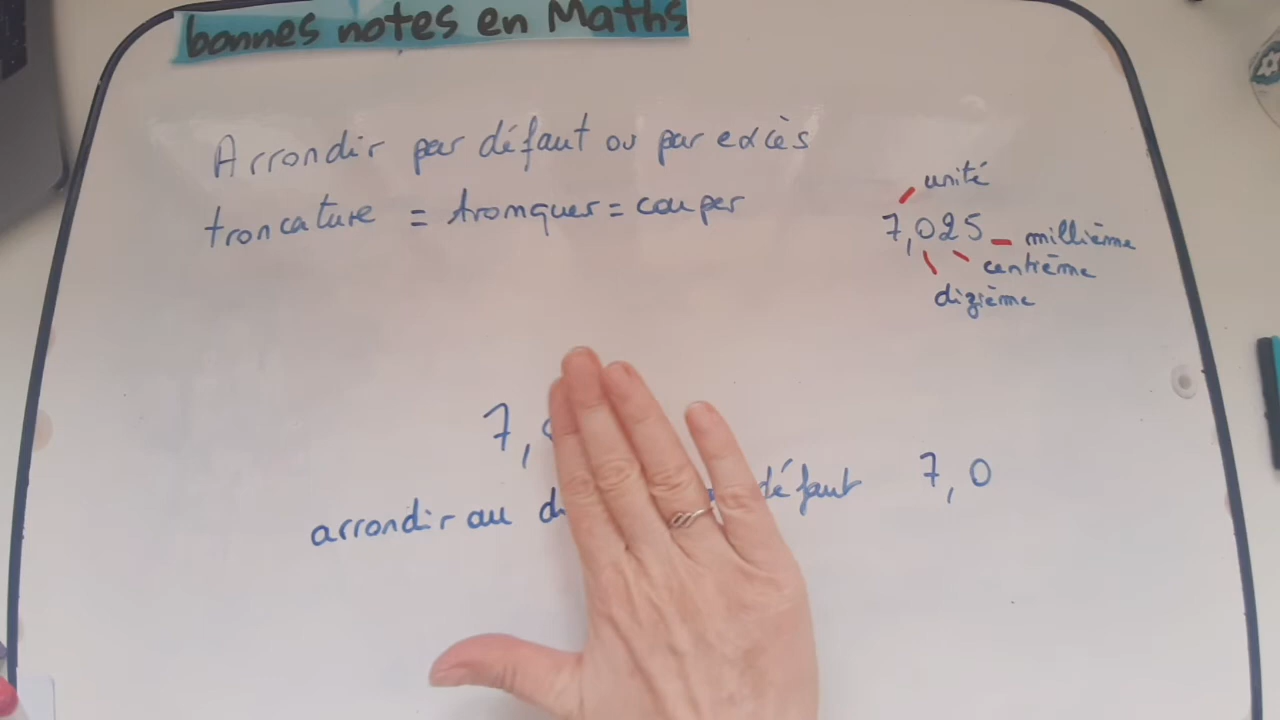 bonnes notes en Maths
Arrondir par défaut ou par excès
troncature = tronquer = couper
unité
7,025
millième
centième
dizième
7,
arrondir au défaut 7,0